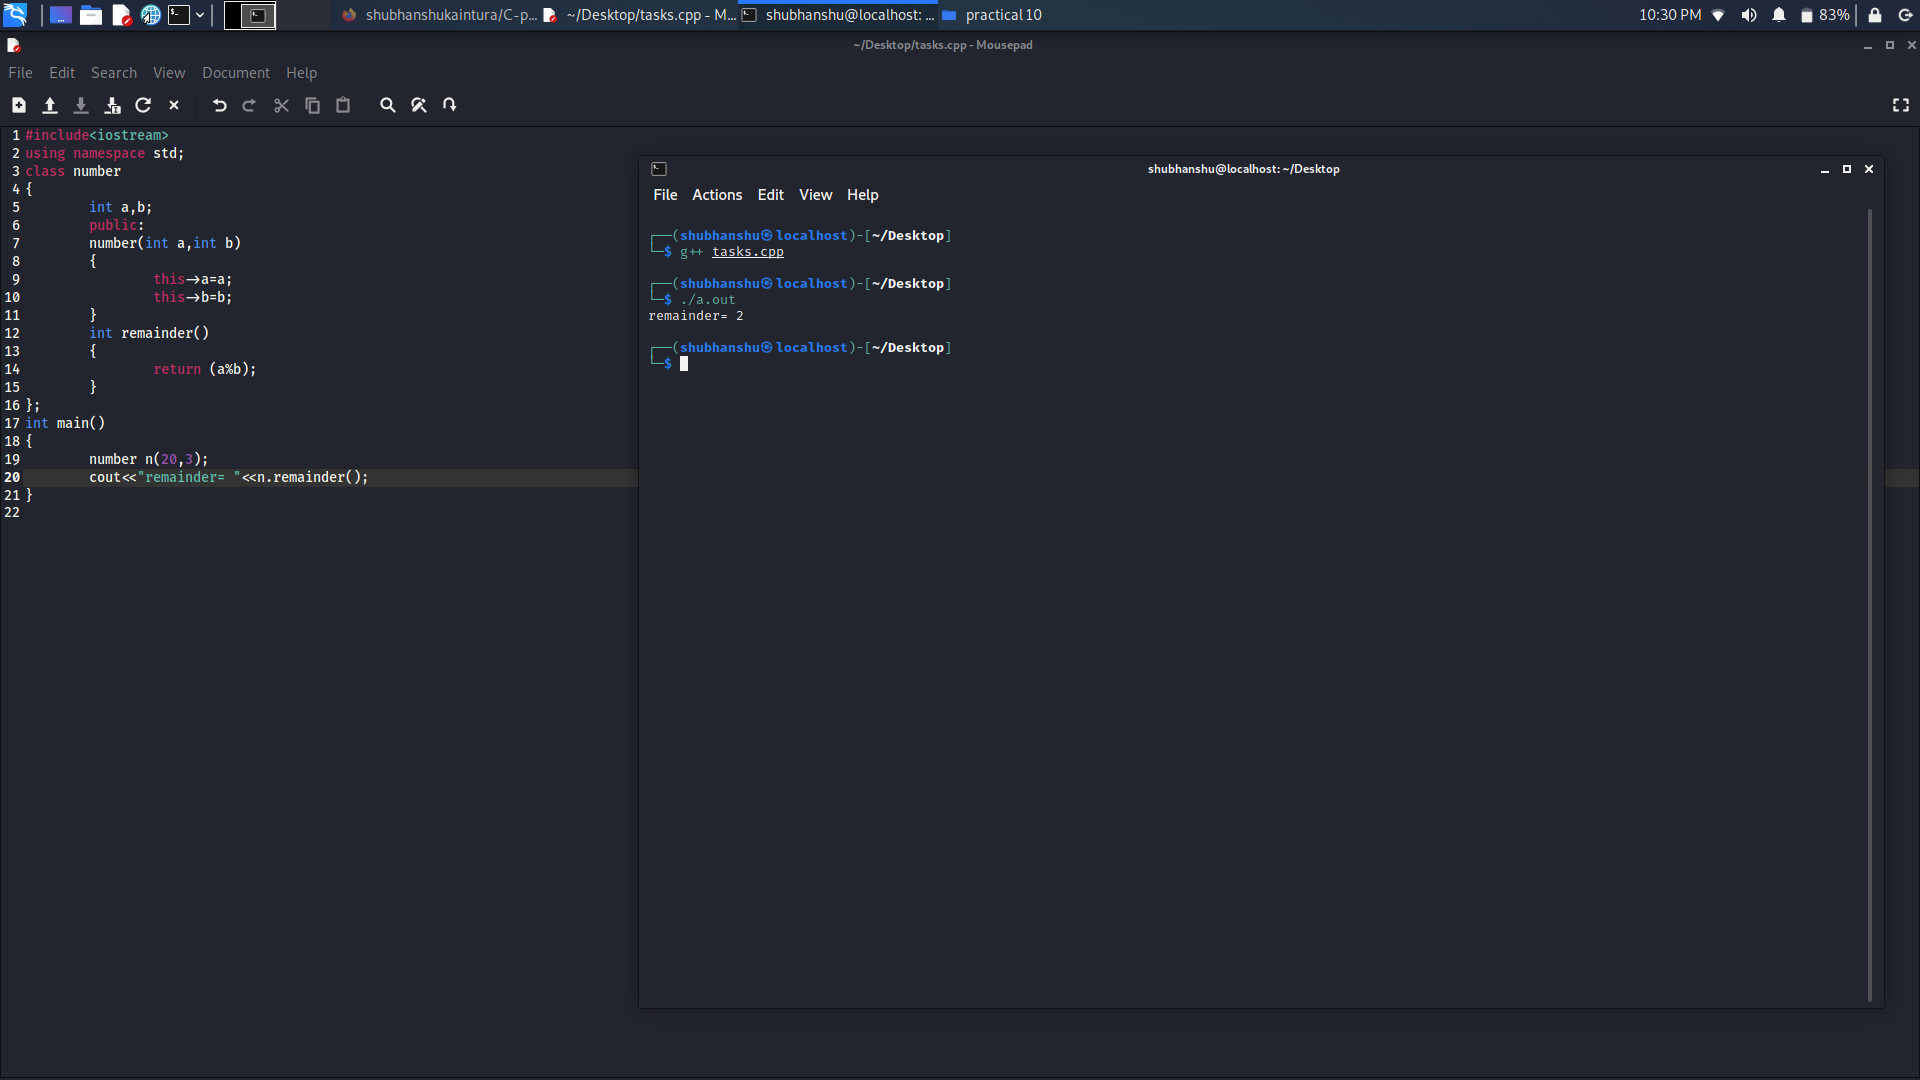 shubhanshukaintura/C-p...
~/Desktop/tasks.cpp - M...
shubhanshu@localhost: ...
practical 10
10:30 PM
83%
~/Desktop/tasks.cpp - Mousepad
File Edit Search View Document Help
1 #include<iostream>
2 using namespace std;
3 class number
4 {
5 int a,b;
6 public:
7 number(int a,int b)
8 {
9 this->a=a;
10 this->b=b;
11 }
12 int remainder()
13 {
14 return (a%b);
15 }
16 };
17 int main()
18 {
19 number n(20,3);
20 cout<<"remainder= "<<n.remainder();
21 }
22
shubhanshu@localhost: ~/Desktop
File Actions Edit View Help
┌──(shubhanshu㉿localhost)-[~/Desktop]
└─$ g++ tasks.cpp
┌──(shubhanshu㉿localhost)-[~/Desktop]
└─$ ./a.out
remainder= 2
┌──(shubhanshu㉿localhost)-[~/Desktop]
└─$